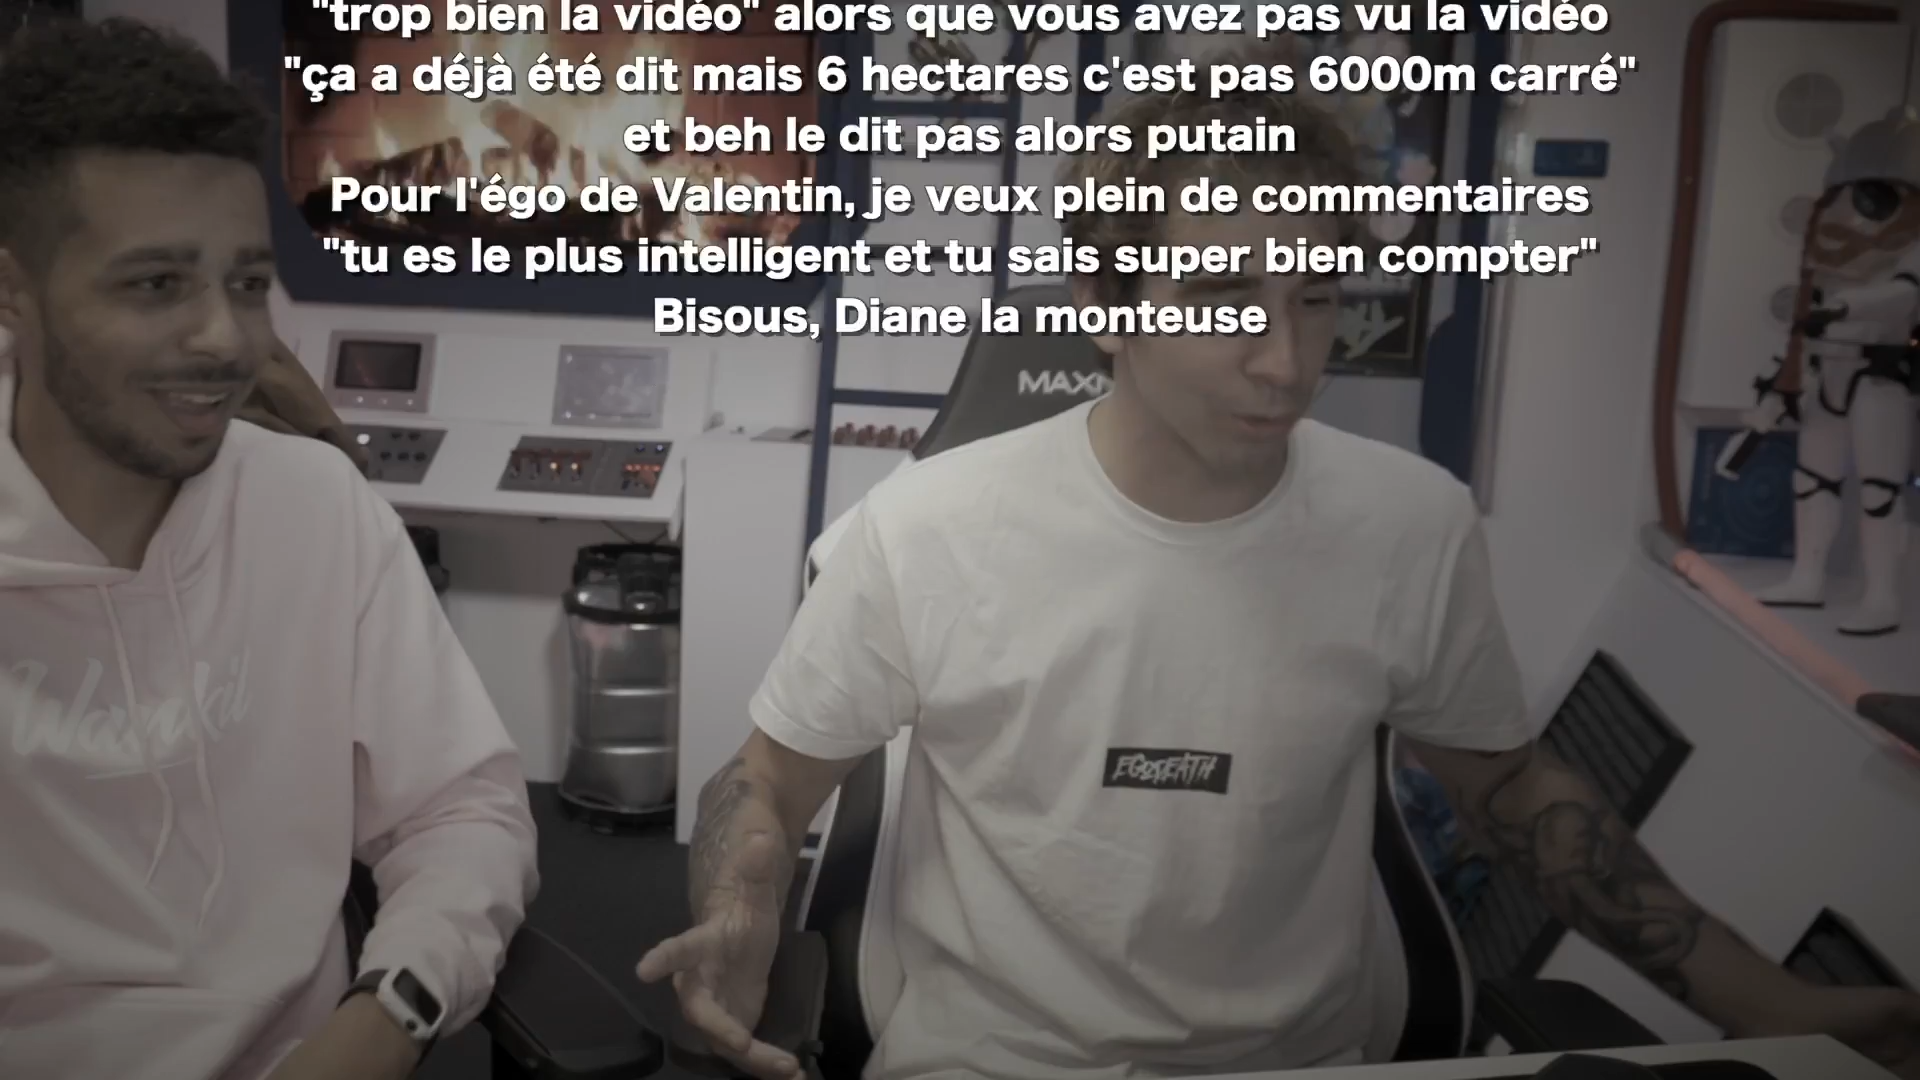 "trop bien la vidéo" alors que vous avez pas vu la vidéo
"ça a déjà été dit mais 6 hectares c'est pas 6000m carré"
et beh le dit pas alors putain
Pour l'égo de Valentin, je veux plein de commentaires
"tu es le plus intelligent et tu sais super bien compter"
Bisous, Diane la monteuse
Wankil
EGODEATH